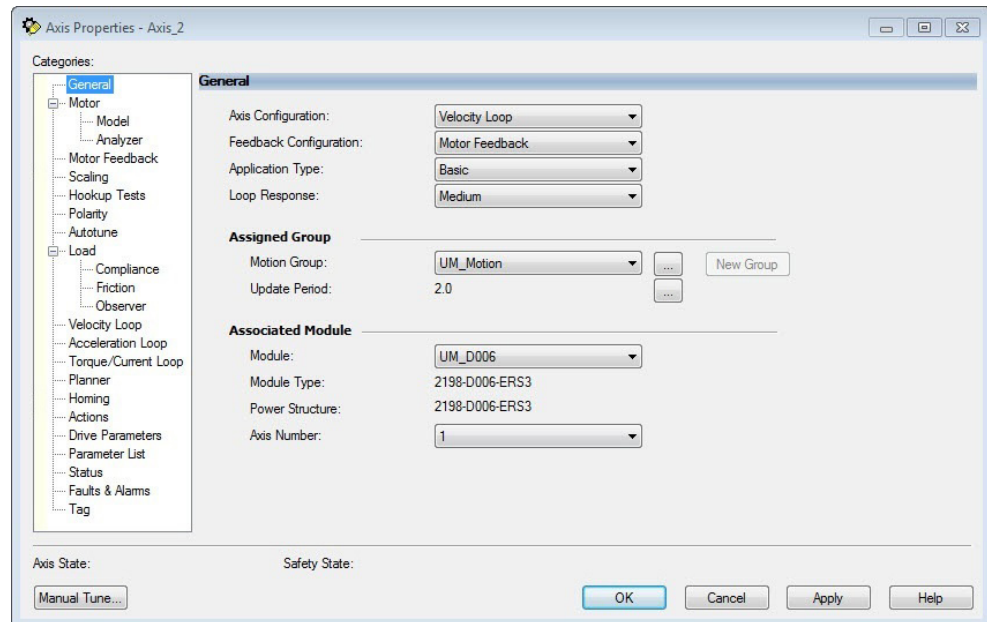 Axis Properties - Axis_2
Categories:
General
Motor
Model
Analyzer
Motor Feedback
Scaling
Hookup Tests
Polarity
Autotune
Load
Compliance
Friction
Observer
Velocity Loop
Acceleration Loop
Torque/Current Loop
Planner
Homing
Actions
Drive Parameters
Parameter List
Status
Faults & Alarms
Tag
General
Axis Configuration: Velocity Loop
Feedback Configuration: Motor Feedback
Application Type: Basic
Loop Response: Medium
Assigned Group
Motion Group: UM_Motion ... New Group
Update Period: 2.0 ...
Associated Module
Module: UM_D006
Module Type: 2198-D006-ERS3
Power Structure: 2198-D006-ERS3
Axis Number: 1
Axis State: Safety State:
Manual Tune... OK Cancel Apply Help